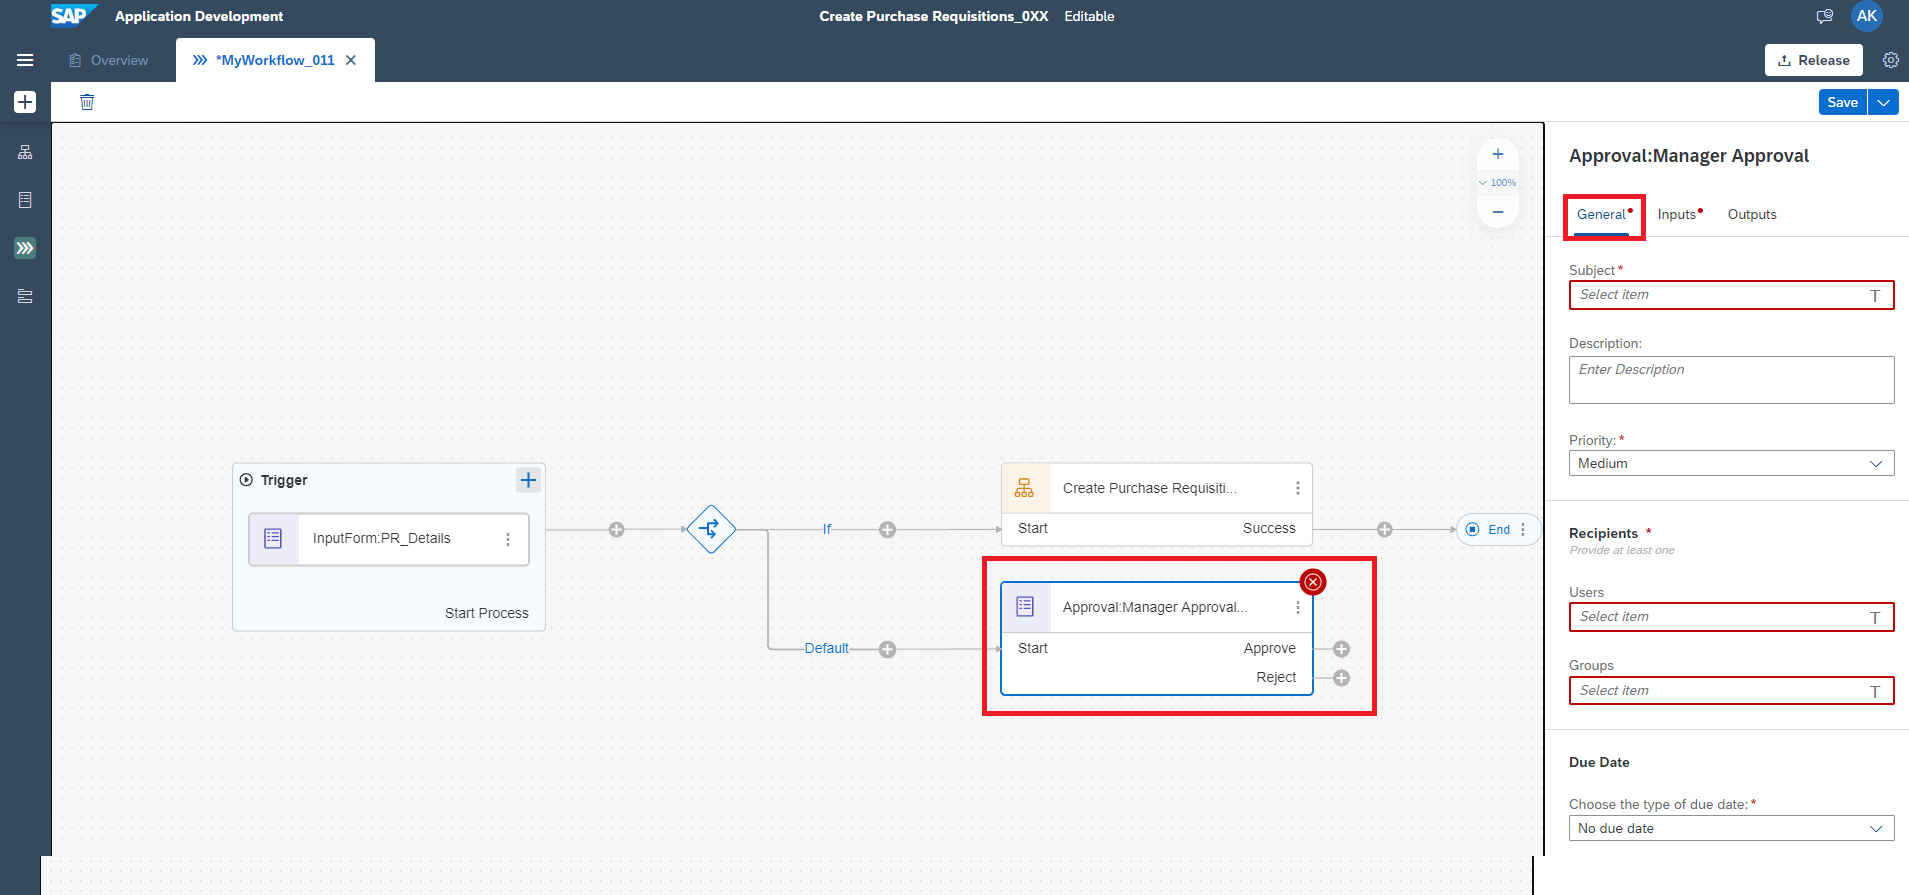 SAP Application Development Create Purchase Requisitions_0XX Editable AK
Overview *MyWorkflow_011 Release
Save
Approval:Manager Approval
100%
General Inputs Outputs
Subject*
Select item T
Description:
Enter Description
Priority:*
Medium
Trigger
InputForm:PR_Details
Start Process
If
Default
Create Purchase Requisiti...
Start Success
End
Approval:Manager Approval...
Start Approve
Reject
Recipients *
Provide at least one
Users
Select item T
Groups
Select item T
Due Date
Choose the type of due date:*
No due date